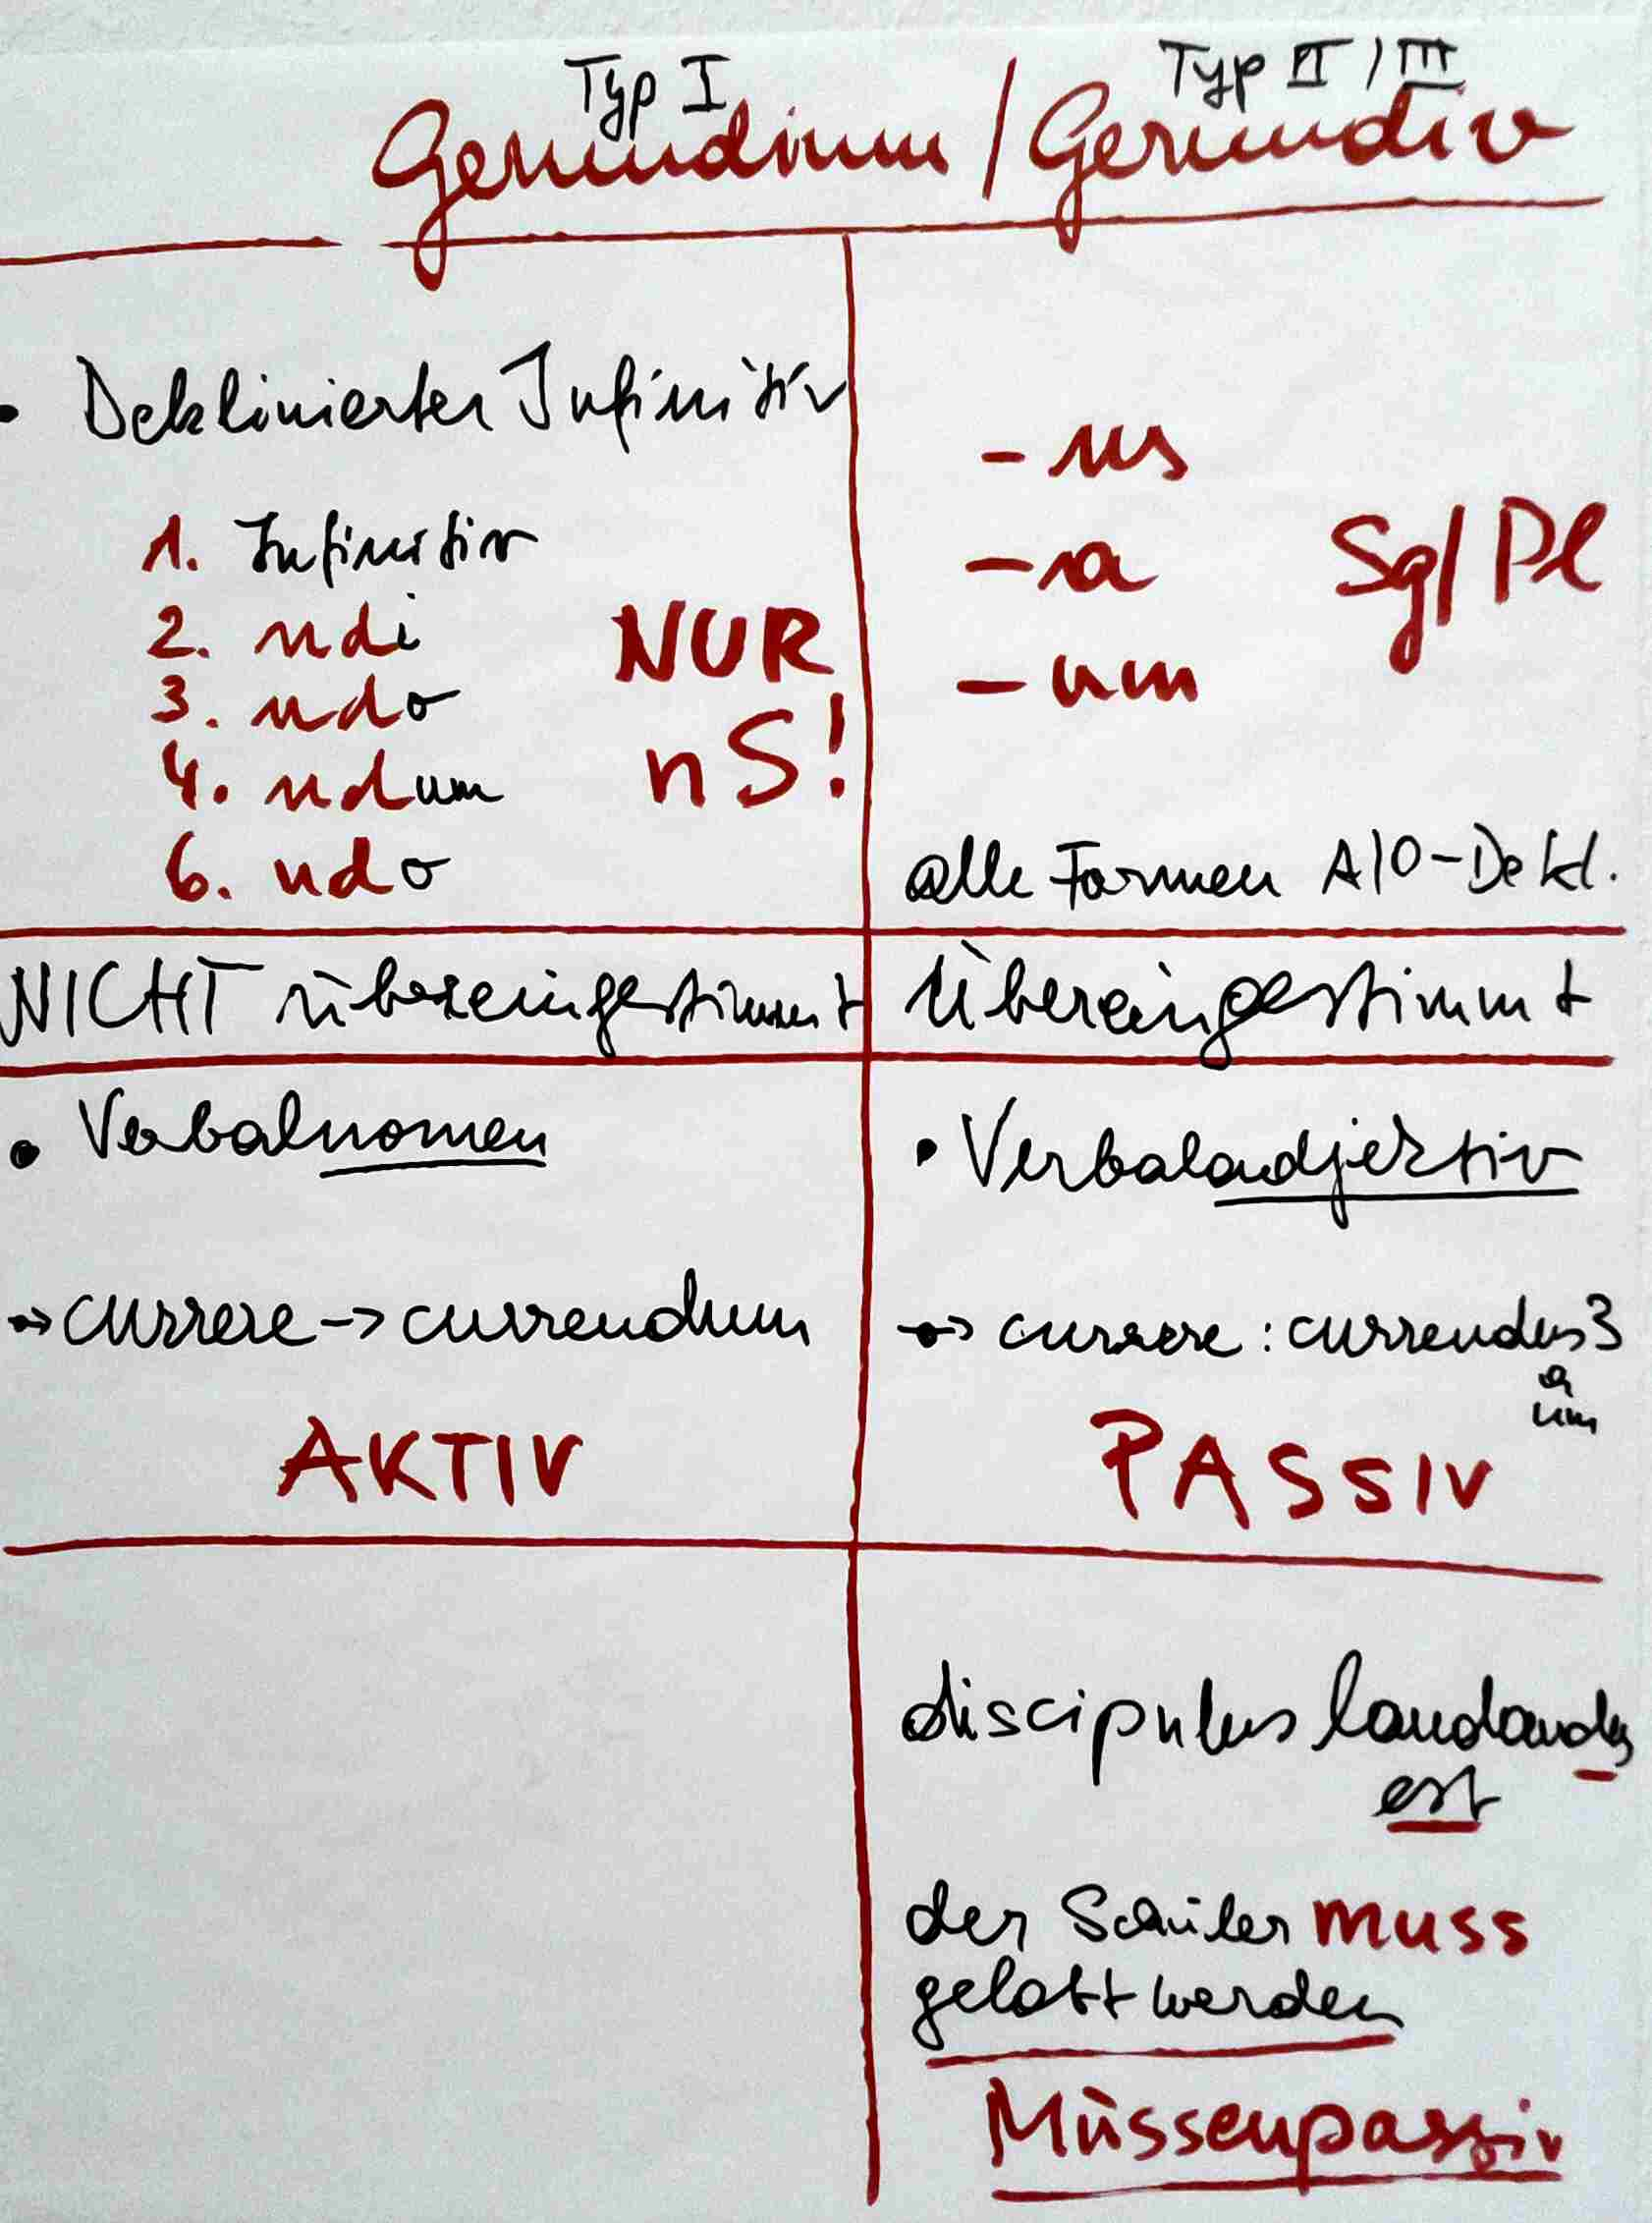 Typ I
Typ II / III
Gerundium / Gerundiv
• Deklinierter Infinitiv
1. Infinitiv
2. ndi
3. ndo
4. ndum
6. ndo
NUR
nS!
- us
- a
- um
Sg/Pl
alle Formen A/O-Dekl.
NICHT übereingestimmt
Übereingestimmt
• Verbalnomen
→ currere → currendum
AKTIV
• Verbaladjektiv
→ currere : currendus 3
a
um
PASSIV
discipulus laudandus
est
der Schüler muss
gelobt werden
Müssenpassiv